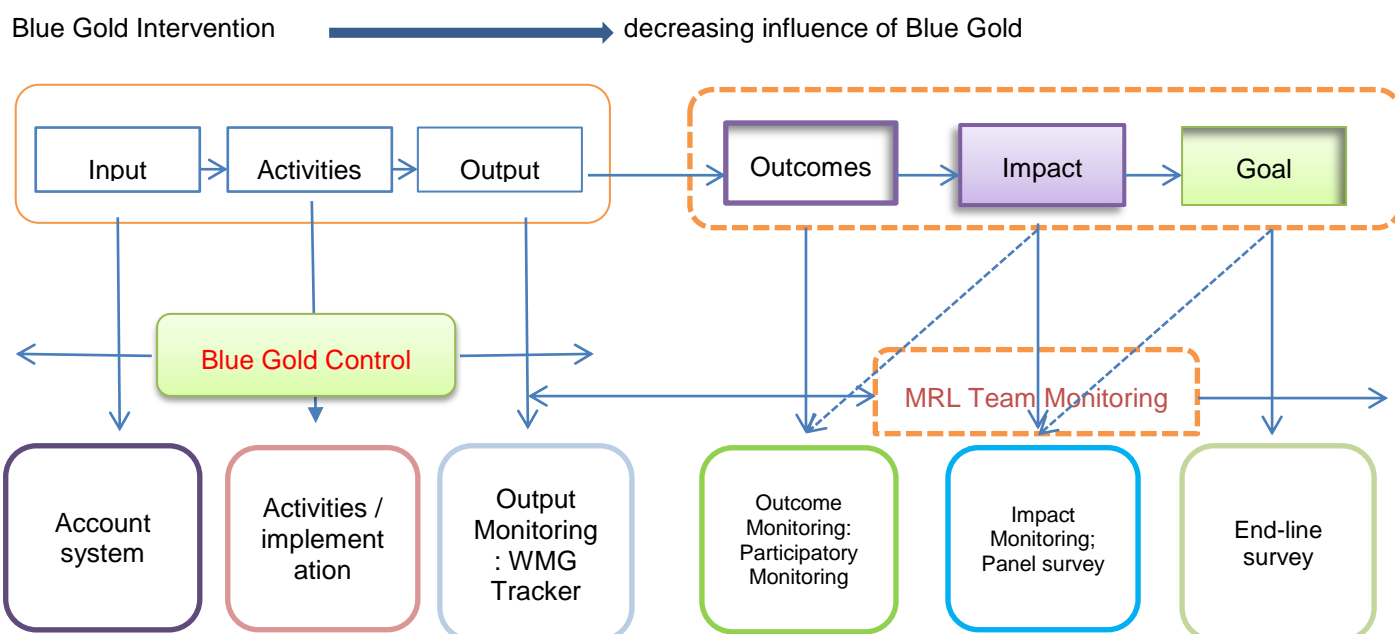 Blue Gold Intervention
decreasing influence of Blue Gold
Input
Activities
Output
Outcomes
Impact
Goal
Blue Gold Control
MRL Team Monitoring
Account
system
Activities /
implement
ation
Output
Monitoring
: WMG
Tracker
Outcome
Monitoring:
Participatory
Monitoring
Impact
Monitoring;
Panel survey
End-line
survey